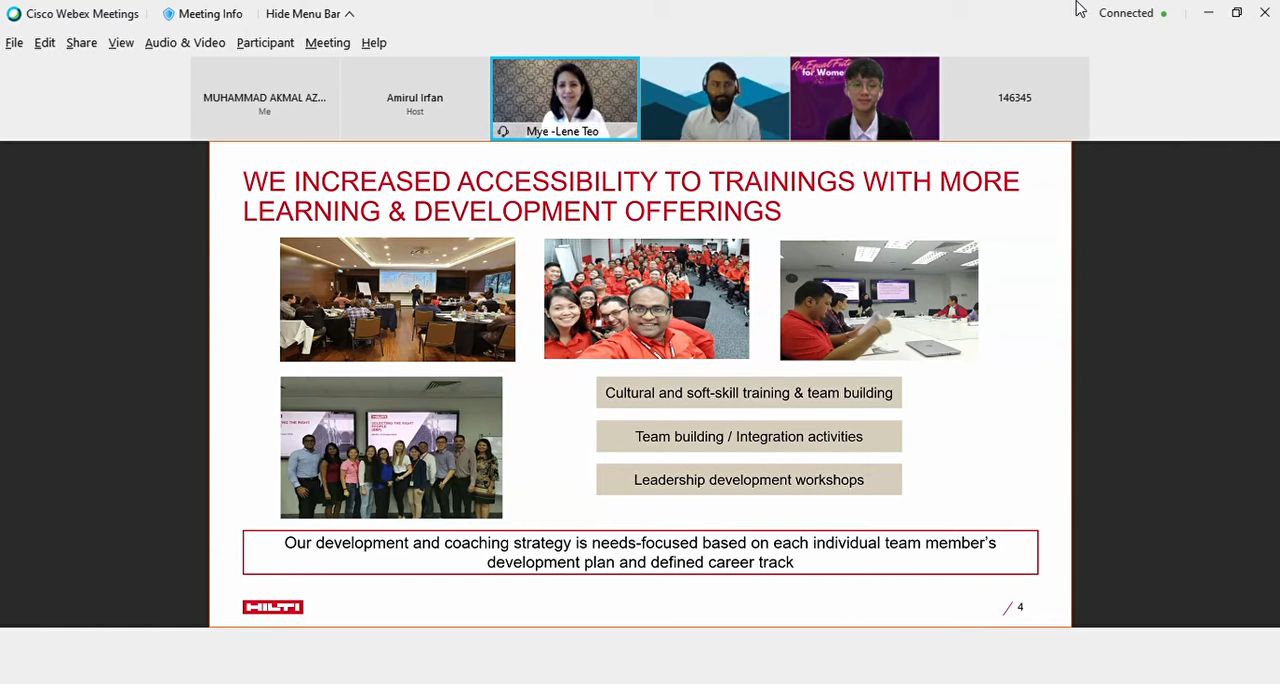 Cisco Webex Meetings
Meeting Info
Hide Menu Bar
Connected
File Edit Share View Audio & Video Participant Meeting Help
MUHAMMAD AKMAL AZ...
Me
Amirul Irfan
Host
Mye -Lene Teo
for Wome
146345
WE INCREASED ACCESSIBILITY TO TRAININGS WITH MORE
LEARNING & DEVELOPMENT OFFERINGS
Cultural and soft-skill training & team building
Team building / Integration activities
Leadership development workshops
Our development and coaching strategy is needs-focused based on each individual team member's
development plan and defined career track
HILTI
/ 4